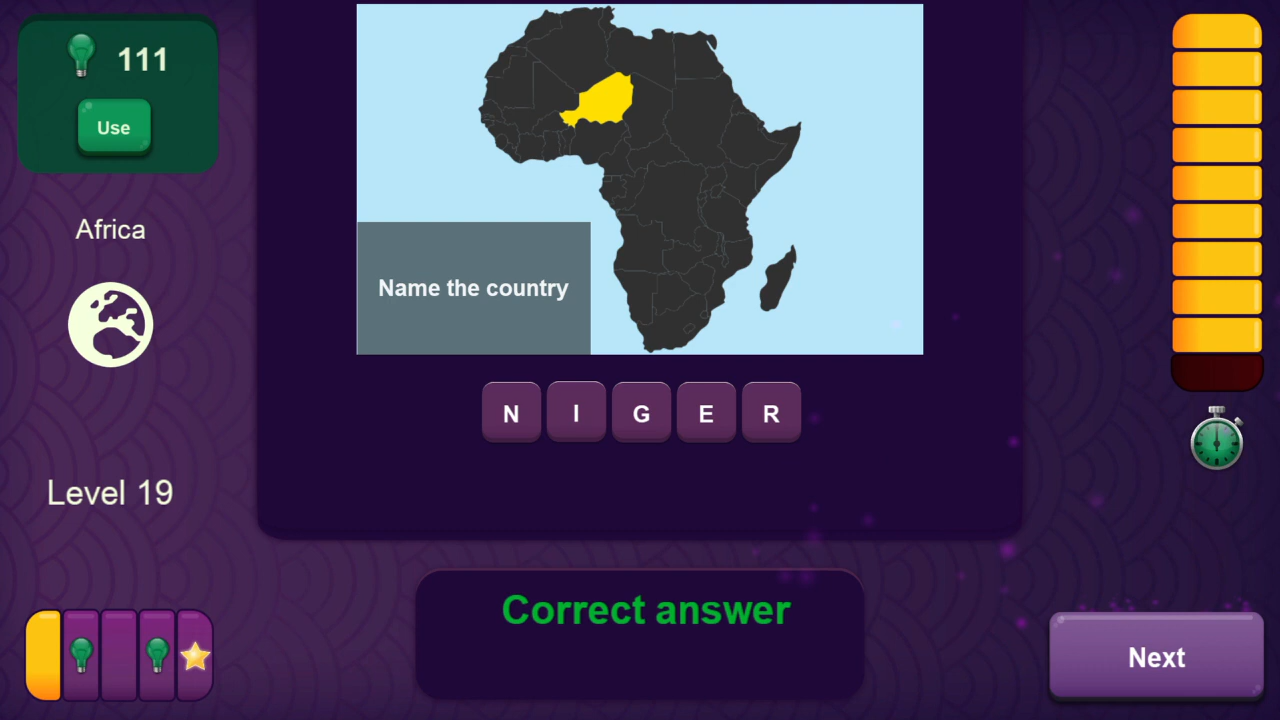 111
Use
Africa
Name the country
N I G E R
Level 19
Correct answer
Next